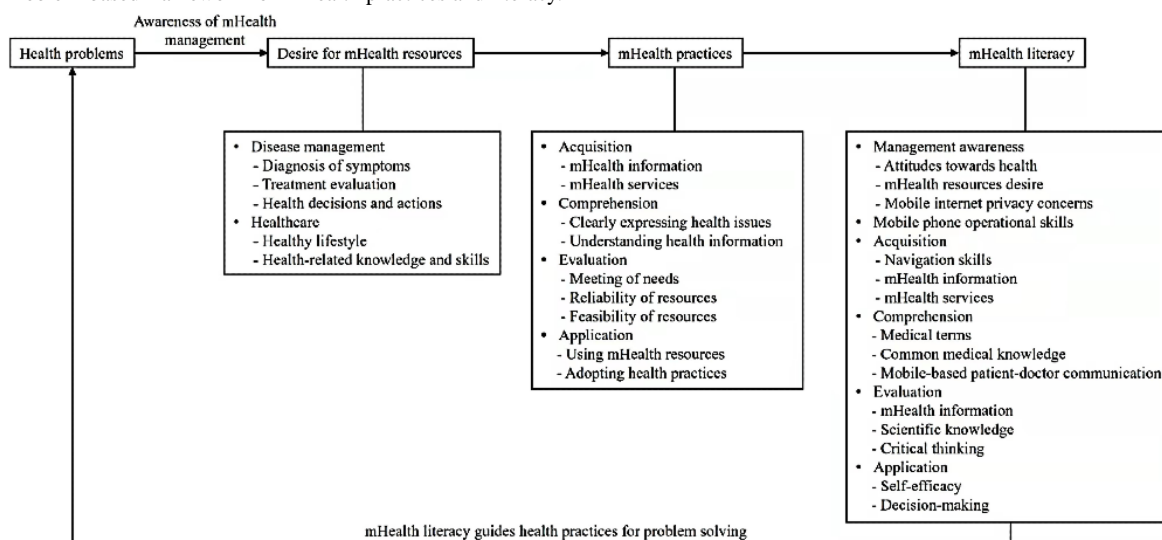 Awareness of mHealth
management
Health problems
Desire for mHealth resources
mHealth practices
mHealth literacy
• Disease management
- Diagnosis of symptoms
- Treatment evaluation
- Health decisions and actions
• Healthcare
- Healthy lifestyle
- Health-related knowledge and skills
• Acquisition
- mHealth information
- mHealth services
• Comprehension
- Clearly expressing health issues
- Understanding health information
• Evaluation
- Meeting of needs
- Reliability of resources
- Feasibility of resources
• Application
- Using mHealth resources
- Adopting health practices
• Management awareness
- Attitudes towards health
- mHealth resources desire
- Mobile internet privacy concerns
• Mobile phone operational skills
• Acquisition
- Navigation skills
- mHealth information
- mHealth services
• Comprehension
- Medical terms
- Common medical knowledge
- Mobile-based patient-doctor communication
• Evaluation
- mHealth information
- Scientific knowledge
- Critical thinking
• Application
- Self-efficacy
- Decision-making
mHealth literacy guides health practices for problem solving